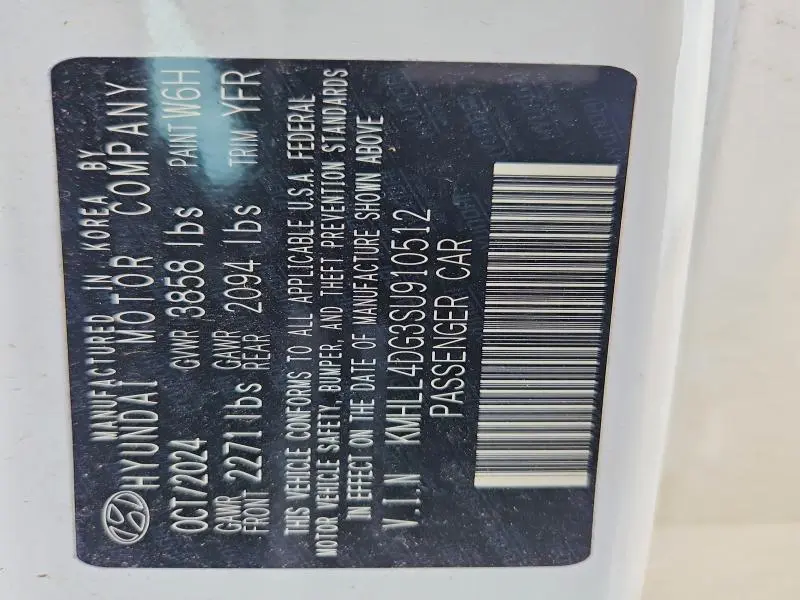 MANUFACTURED IN KOREA BY
HYUNDAI MOTOR COMPANY
OCT/2024 GVWR 3858 lbs PAINT W6H
GAWR FRONT 2271 lbs GAWR REAR 2094 lbs TRIM YFR
THIS VEHICLE CONFORMS TO ALL APPLICABLE U.S.A. FEDERAL
MOTOR VEHICLE SAFETY, BUMPER, AND THEFT PREVENTION STANDARDS
IN EFFECT ON THE DATE OF MANUFACTURE SHOWN ABOVE
V.I.N KMHLL4DG3SU910512
PASSENGER CAR